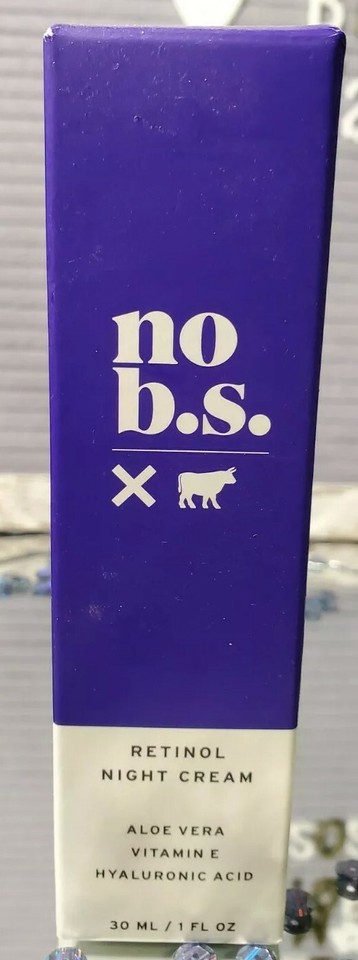 no
b.s.
RETINOL
NIGHT CREAM
ALOE VERA
VITAMIN E
HYALURONIC ACID
30 ML / 1 FL OZ